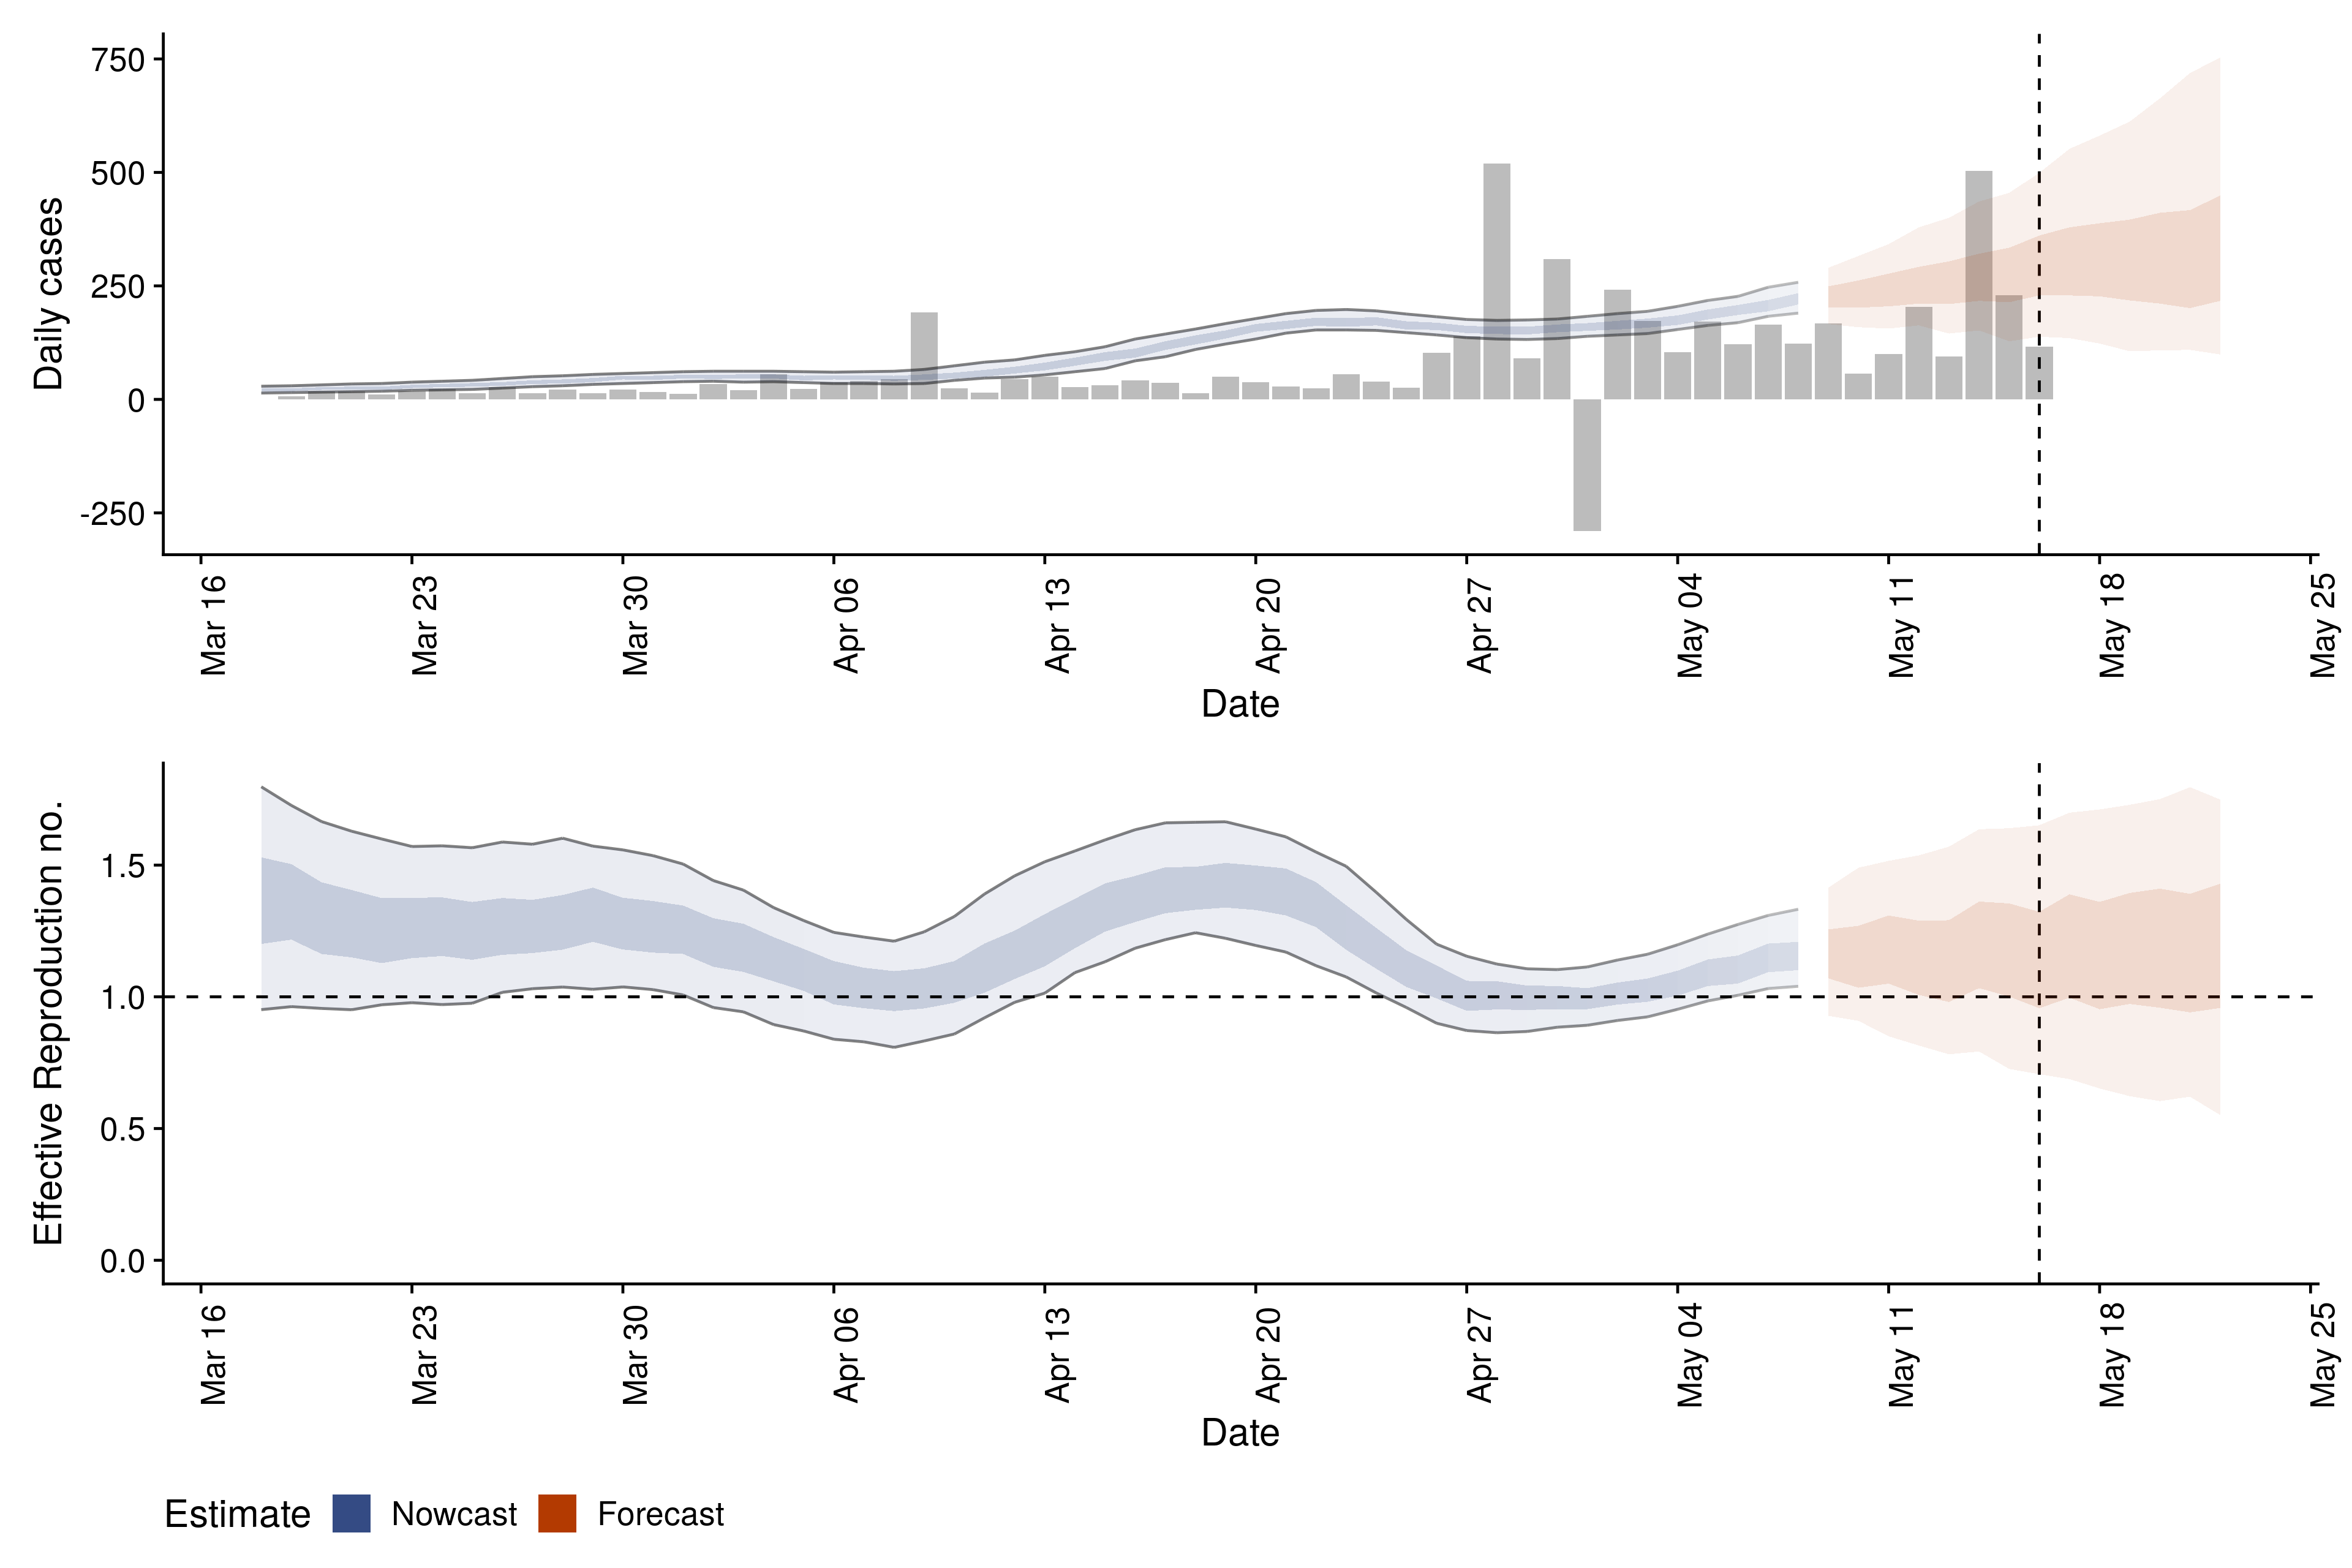 Daily cases
750
500
250
0
-250
Mar 16
Mar 23
Mar 30
Apr 06
Apr 13
Apr 20
Apr 27
May 04
May 11
May 18
May 25
Date
Effective Reproduction no.
1.5
1.0
0.5
0.0
Mar 16
Mar 23
Mar 30
Apr 06
Apr 13
Apr 20
Apr 27
May 04
May 11
May 18
May 25
Date
Estimate Nowcast Forecast